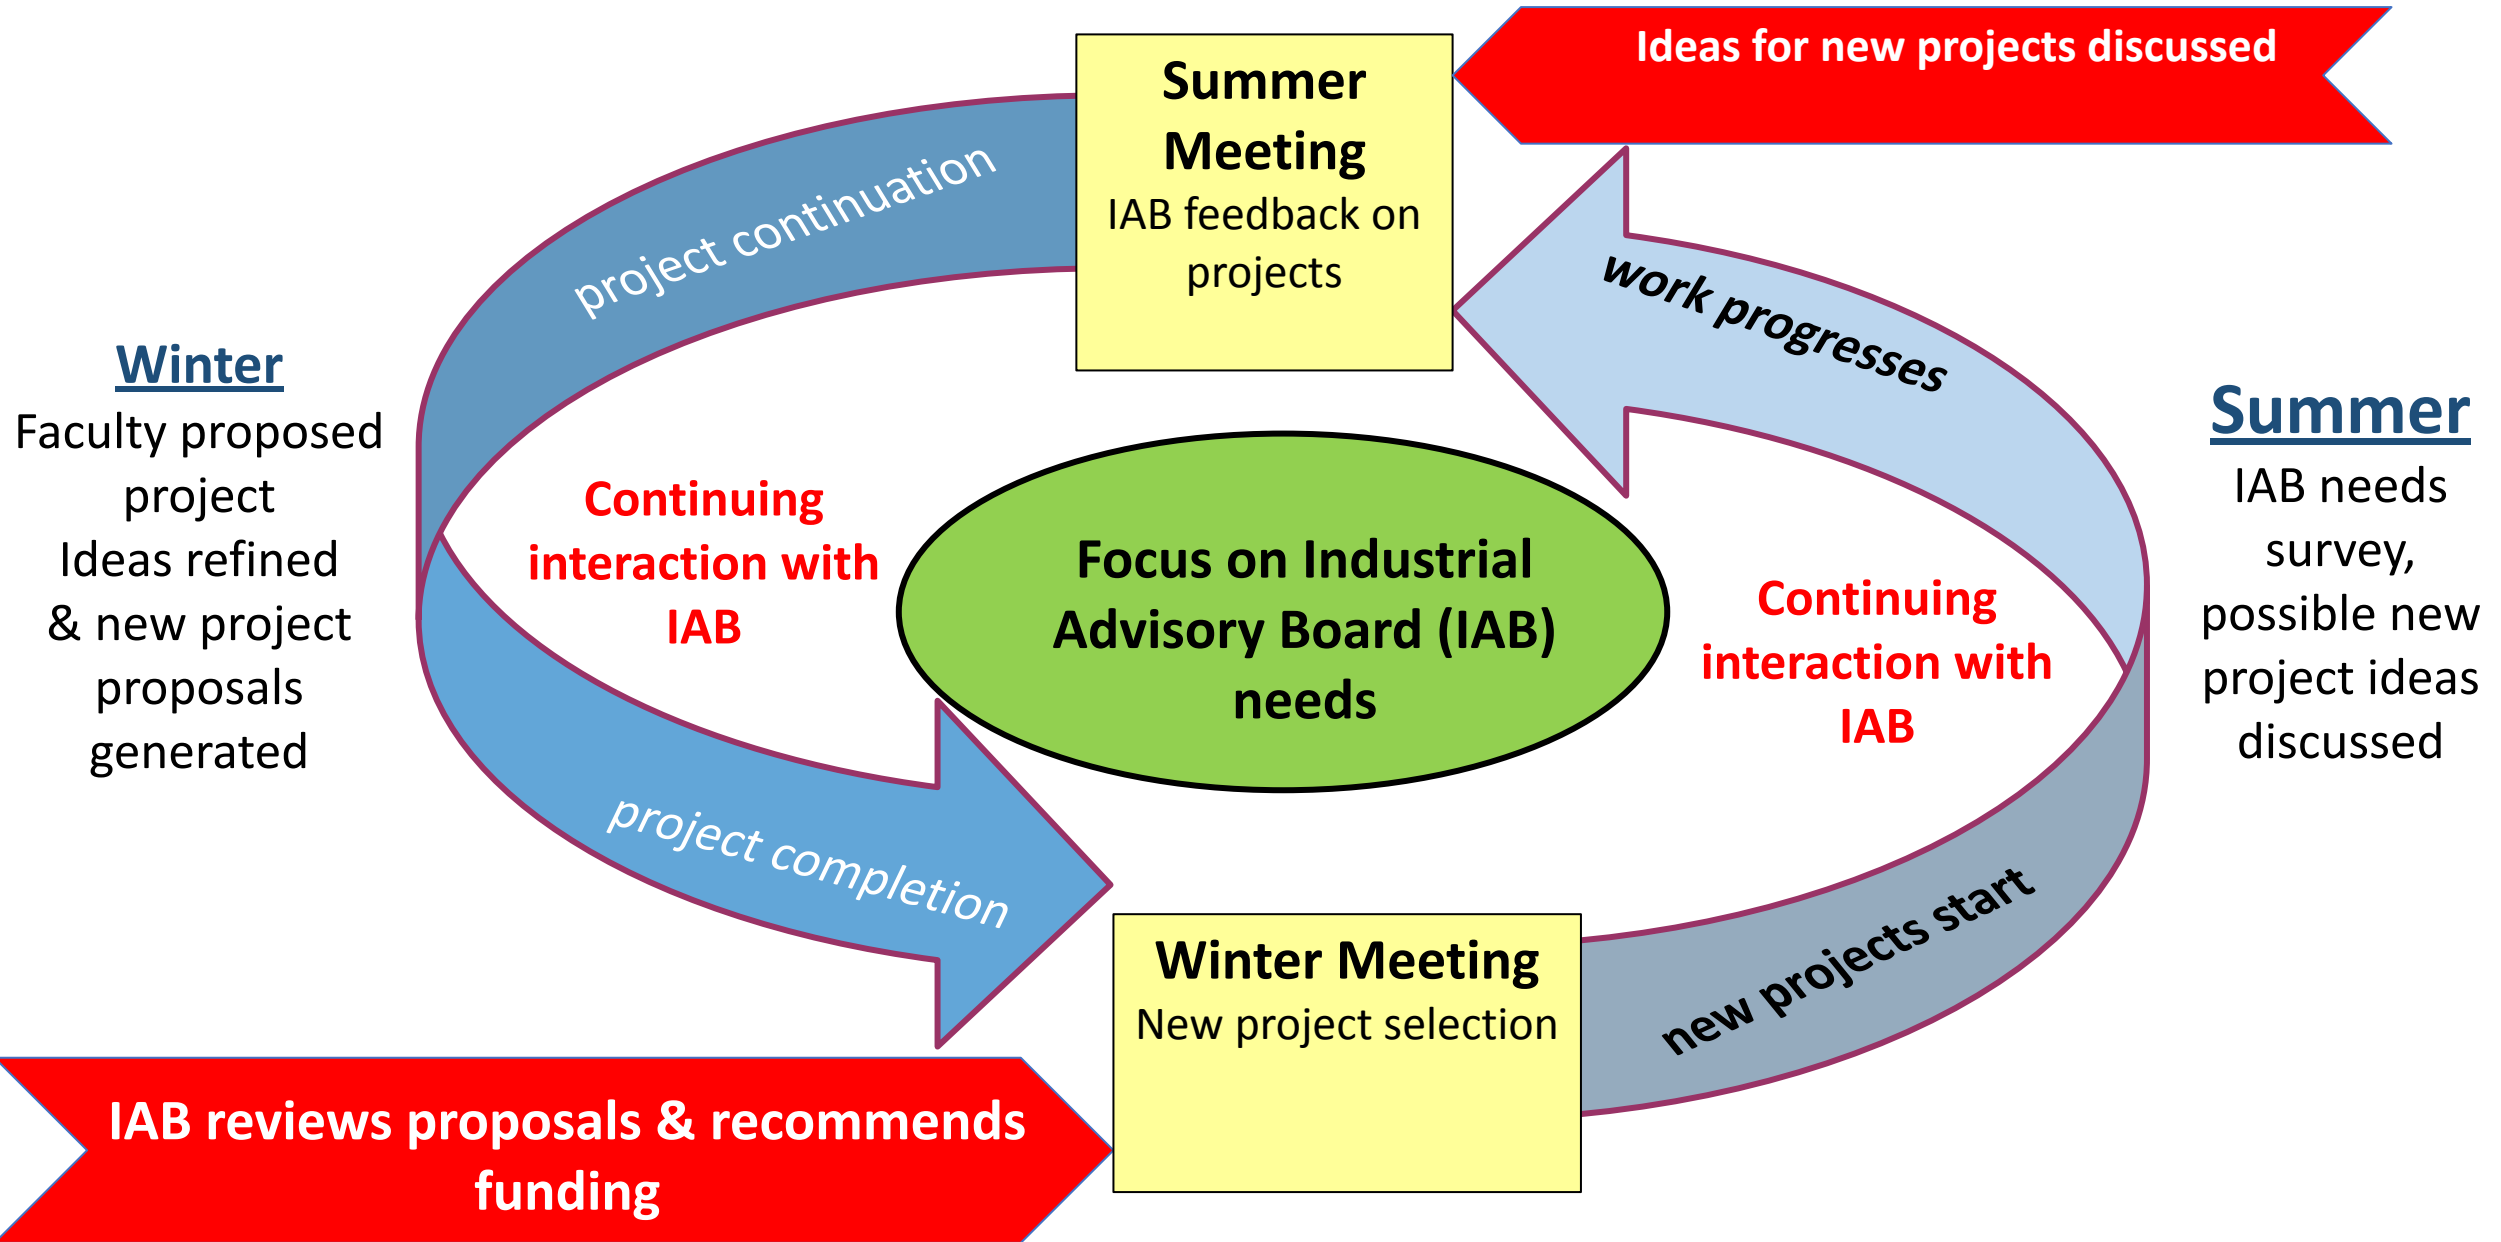 Ideas for new projects discussed
Summer
Meeting
IAB feedback on
projects
project continuation
work progresses
Winter
Faculty proposed
project
Ideas refined
& new project
proposals
generated
Continuing
interaction with
IAB
Focus on Industrial
Advisory Board (IAB)
needs
Continuing
interaction with
IAB
Summer
IAB needs
survey,
possible new
project ideas
discussed
project completion
new projects start
Winter Meeting
New project selection
IAB reviews proposals & recommends
funding